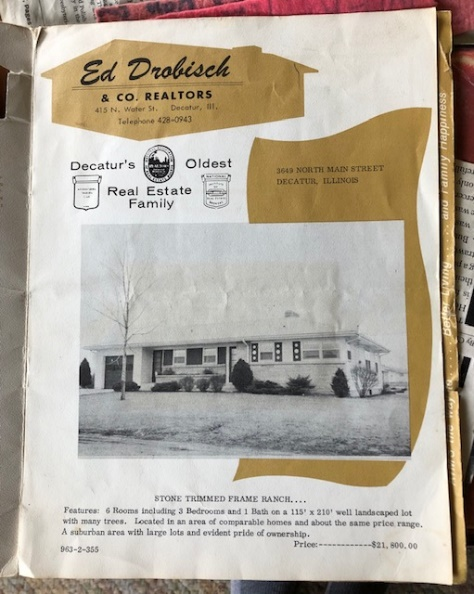 Ed Drobisch
& CO. REALTORS
415 N. Water St. Decatur, Ill.
Telephone 428-0943
Decatur's Oldest
Real Estate
Family
3649 NORTH MAIN STREET
DECATUR, ILLINOIS
Better Living ..... and Family Happiness
STONE TRIMMED FRAME RANCH....
Features: 6 Rooms including 3 Bedrooms and 1 Bath on a 115' x 210' well landscaped lot
with many trees. Located in an area of comparable homes and about the same price range.
A suburban area with large lots and evident pride of ownership.
Price:-------------$21,800.00
963-2-355